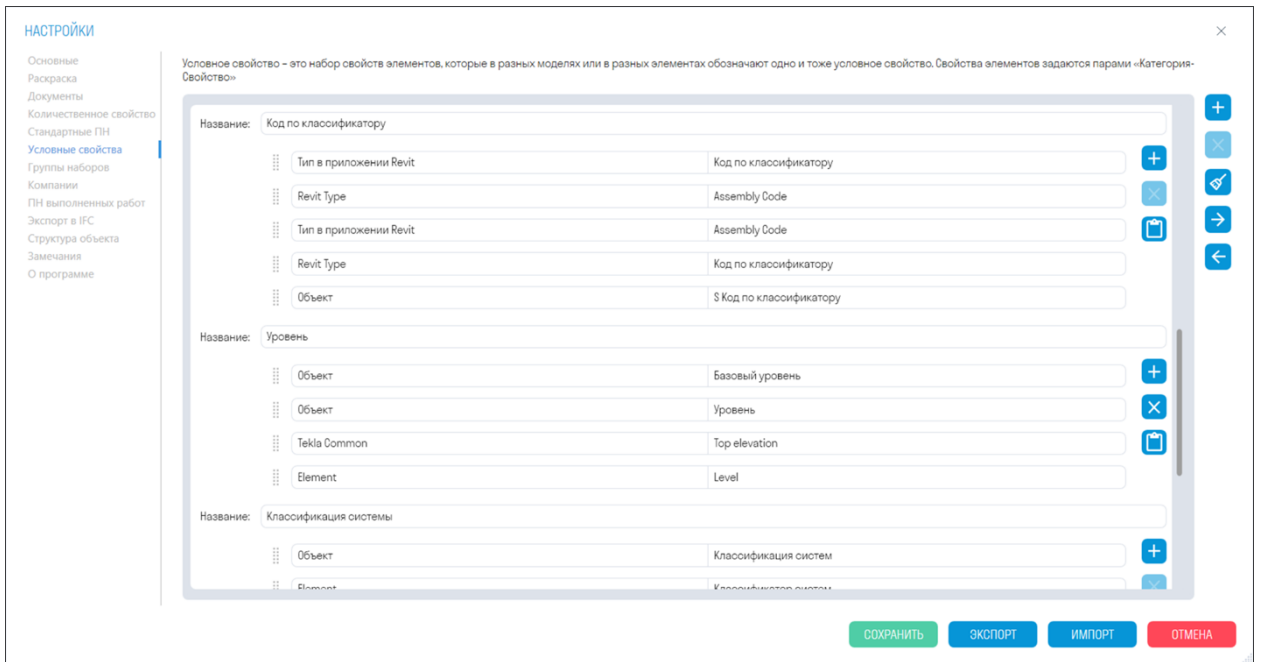 НАСТРОЙКИ
Основные
Раскраска
Документы
Количественное свойство
Стандартные ПН
Условные свойства
Группы наборов
Компании
ПН выполненных работ
Экспорт в IFC
Структура объекта
Замечания
О программе
Условное свойство – это набор свойств элементов, которые в разных моделях или в разных элементах обозначают одно и тоже условное свойство. Свойства элементов задаются парами «Категория-
Свойство»
Название: Код по классификатору
Тип в приложении Revit Код по классификатору
Revit Type Assembly Code
Тип в приложении Revit Assembly Code
Revit Type Код по классификатору
Объект S Код по классификатору
Название: Уровень
Объект Базовый уровень
Объект Уровень
Tekla Common Top elevation
Element Level
Название: Классификация системы
Объект Классификация систем
Element Классификатор систем
СОХРАНИТЬ ЭКСПОРТ ИМПОРТ ОТМЕНА